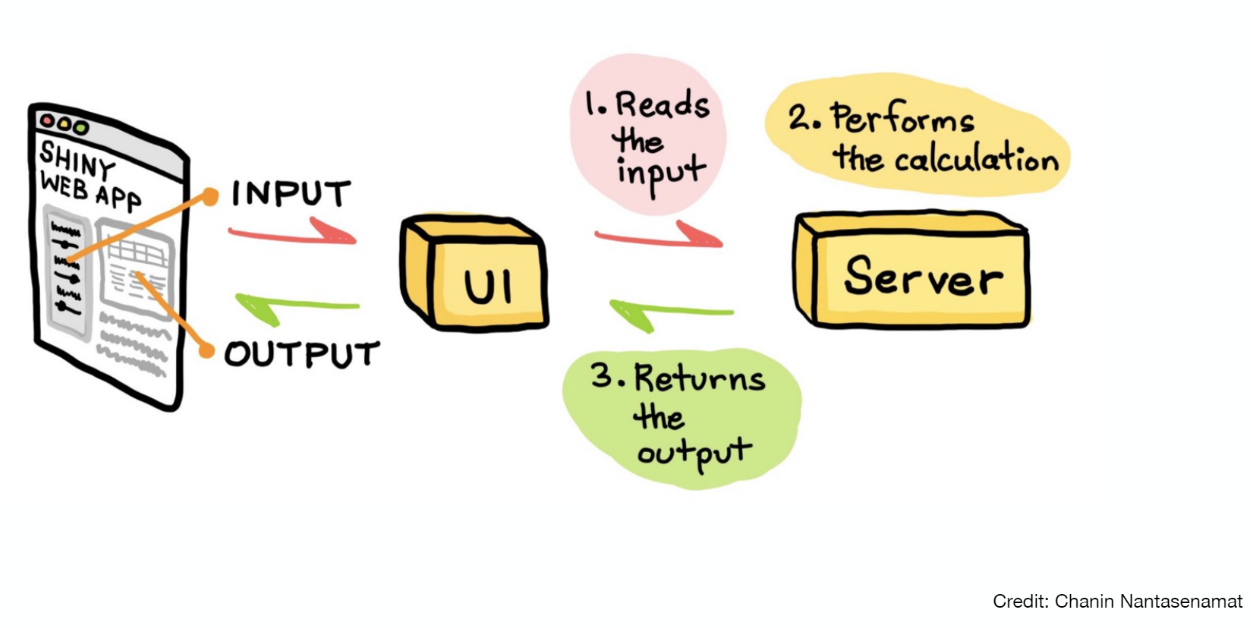 SHINY
WEB APP
INPUT
OUTPUT
UI
1. Reads
the
input
2. Performs
the calculation
Server
3. Returns
the
output
Credit: Chanin Nantasenamat